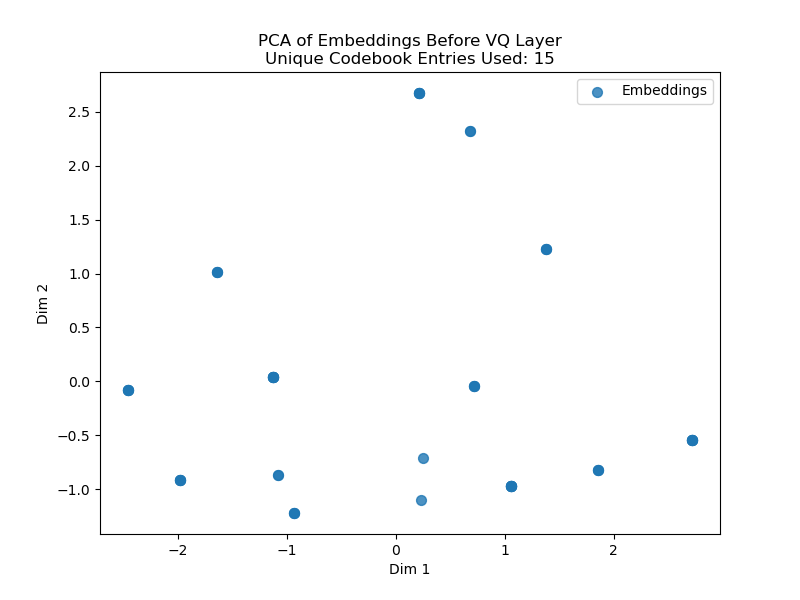 PCA of Embeddings Before VQ Layer
Unique Codebook Entries Used: 15
Embeddings
2.5
2.0
1.5
1.0
0.5
0.0
−0.5
−1.0
Dim 2
−2
−1
0
1
2
Dim 1